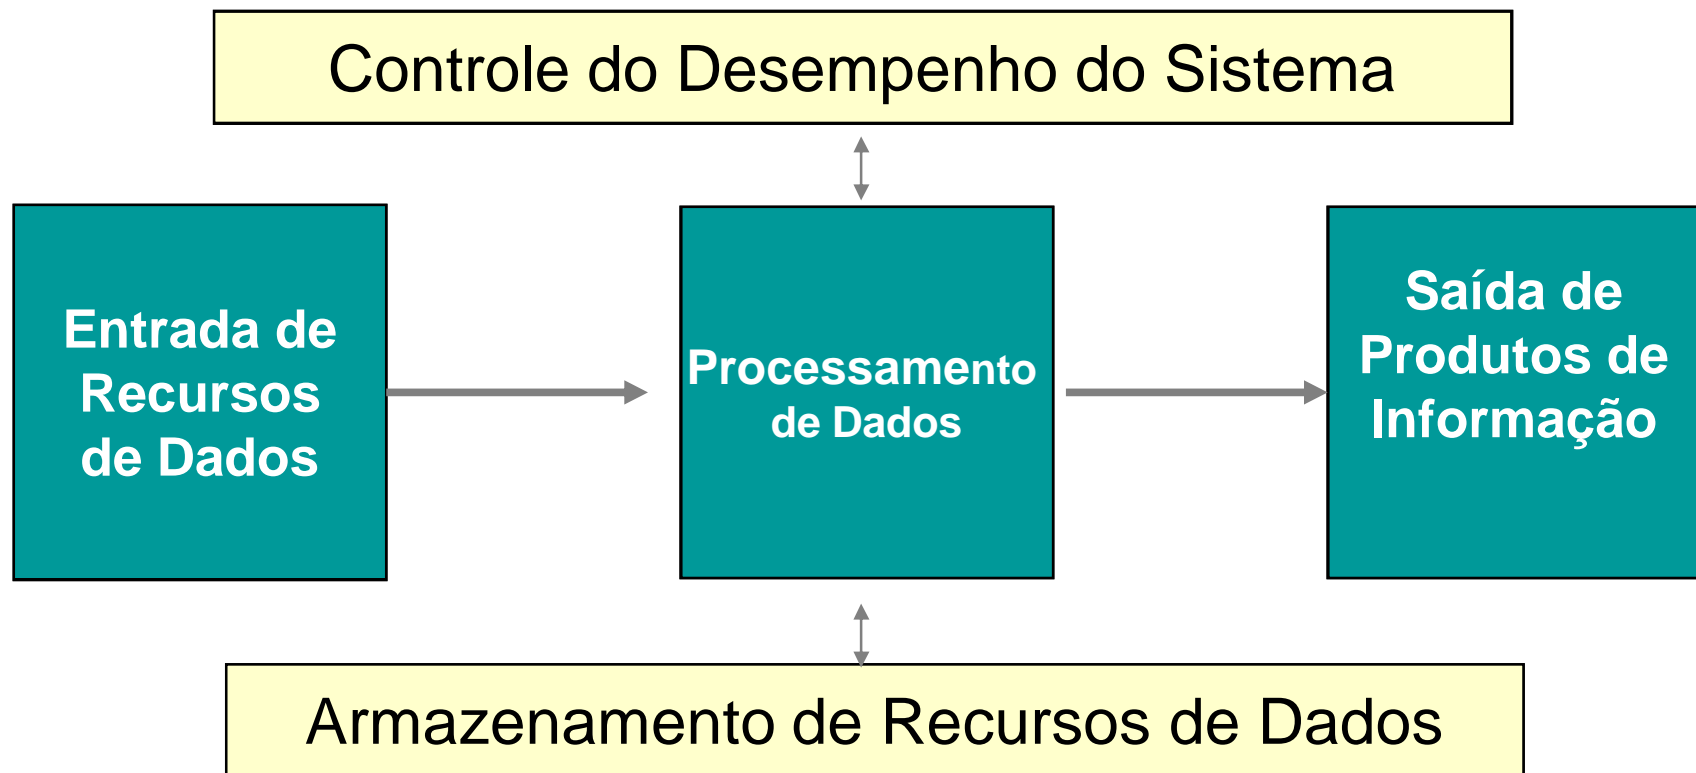 Controle do Desempenho do Sistema
Entrada de
Recursos
de Dados
Processamento
de Dados
Saída de
Produtos de
Informação
Armazenamento de Recursos de Dados